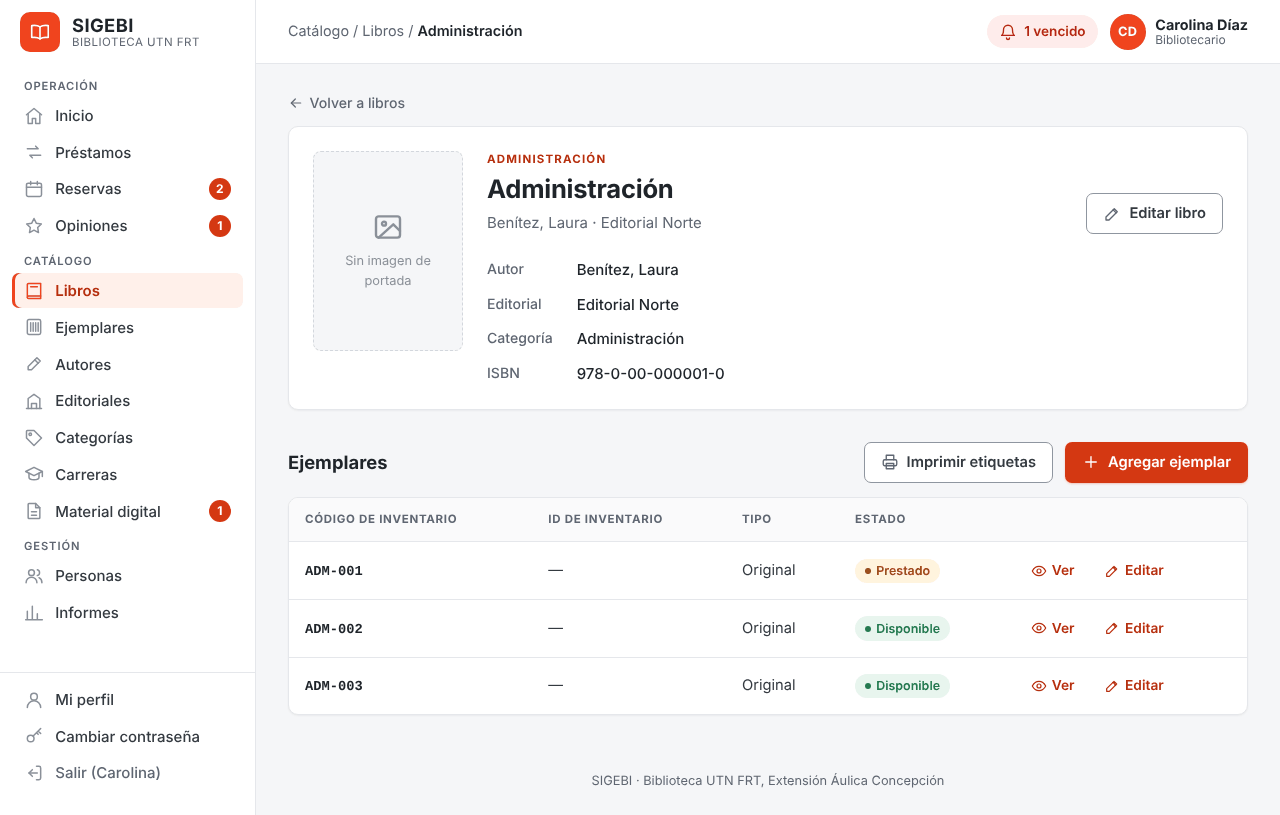 SIGEBI
BIBLIOTECA UTN FRT
OPERACIÓN
Inicio
Préstamos
Reservas 2
Opiniones 1
CATÁLOGO
Libros
Ejemplares
Autores
Editoriales
Categorías
Carreras
Material digital 1
GESTIÓN
Personas
Informes
Mi perfil
Cambiar contraseña
Salir (Carolina)
Catálogo / Libros / Administración
1 vencido
CD
Carolina Díaz
Bibliotecario
Volver a libros
Sin imagen de
portada
ADMINISTRACIÓN
Administración
Benítez, Laura · Editorial Norte
Editar libro
Autor Benítez, Laura
Editorial Editorial Norte
Categoría Administración
ISBN 978-0-00-000001-0
Ejemplares
Imprimir etiquetas
Agregar ejemplar
CÓDIGO DE INVENTARIO ID DE INVENTARIO TIPO ESTADO
ADM-001 — Original Prestado Ver Editar
ADM-002 — Original Disponible Ver Editar
ADM-003 — Original Disponible Ver Editar
SIGEBI · Biblioteca UTN FRT, Extensión Áulica Concepción